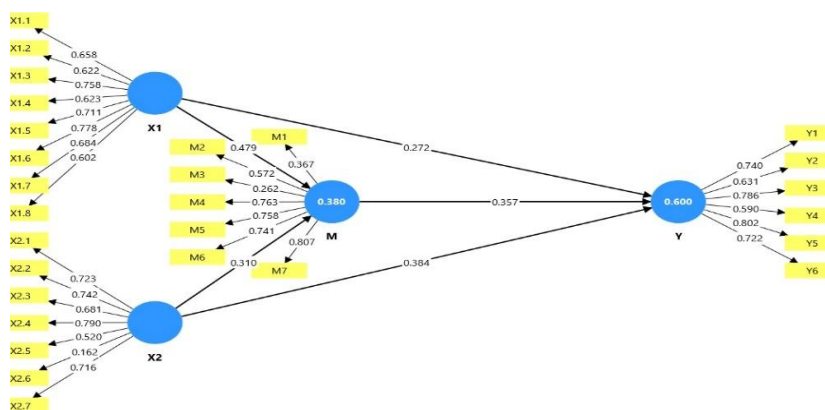 X1.1
X1.2
X1.3
X1.4
X1.5
X1.6
X1.7
X1.8
0.658
0.622
0.758
0.623
0.711
0.778
0.684
0.602
X1
X2.1
X2.2
X2.3
X2.4
X2.5
X2.6
X2.7
0.723
0.742
0.681
0.790
0.520
0.162
0.716
X2
0.479
0.310
M1
M2
M3
M4
M5
M6
M7
0.367
0.572
0.262
0.763
0.758
0.741
0.807
0.380
M
0.272
0.357
0.384
0.600
Y
0.740
0.631
0.786
0.590
0.802
0.722
Y1
Y2
Y3
Y4
Y5
Y6